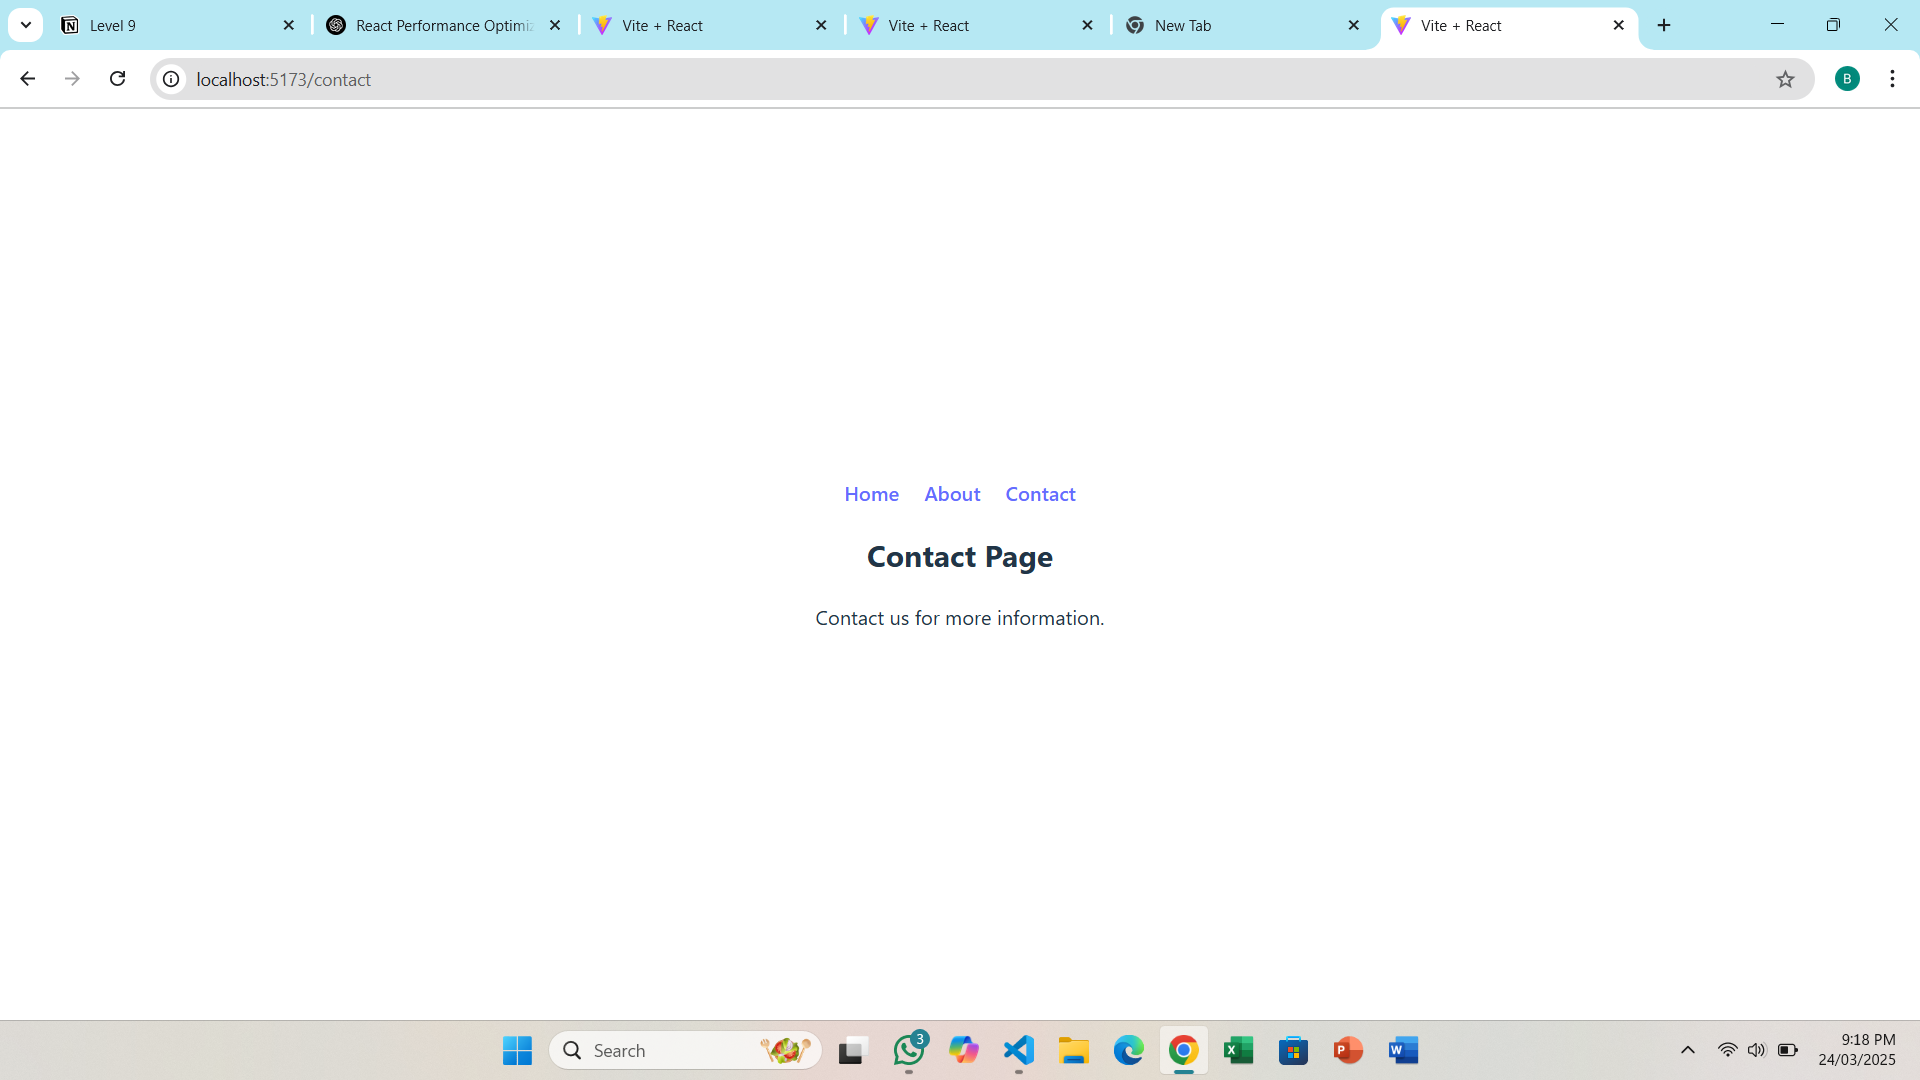 Level 9
React Performance Optimiz
Vite + React
Vite + React
New Tab
Vite + React
localhost:5173/contact
B
Home About Contact
Contact Page
Contact us for more information.
Search
3
9:18 PM
24/03/2025